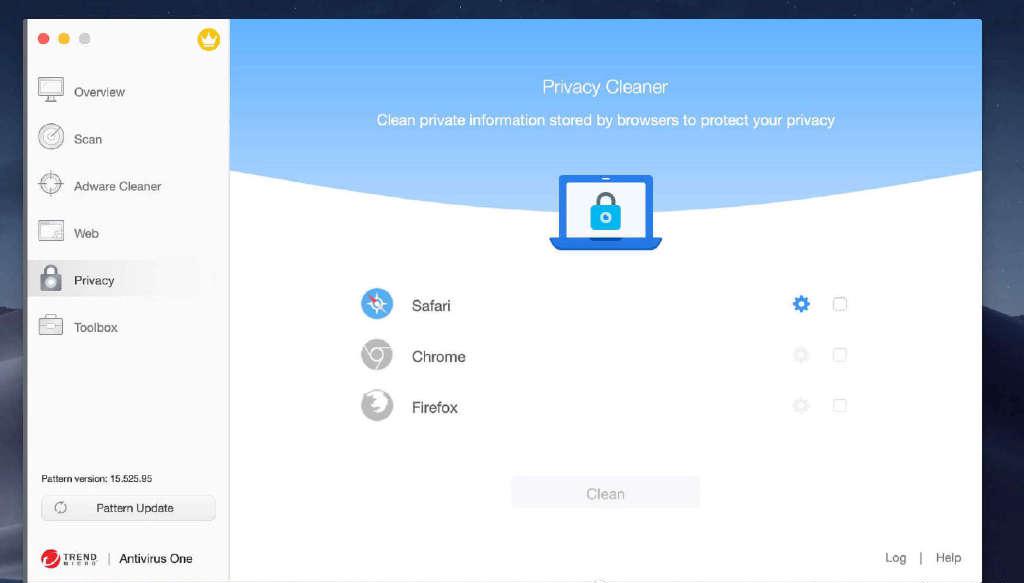 Overview
Scan
Adware Cleaner
Web
Privacy
Toolbox
Pattern version: 15.525.95
Pattern Update
TREND MICRO | Antivirus One
Privacy Cleaner
Clean private information stored by browsers to protect your privacy
Safari
Chrome
Firefox
Clean
Log | Help